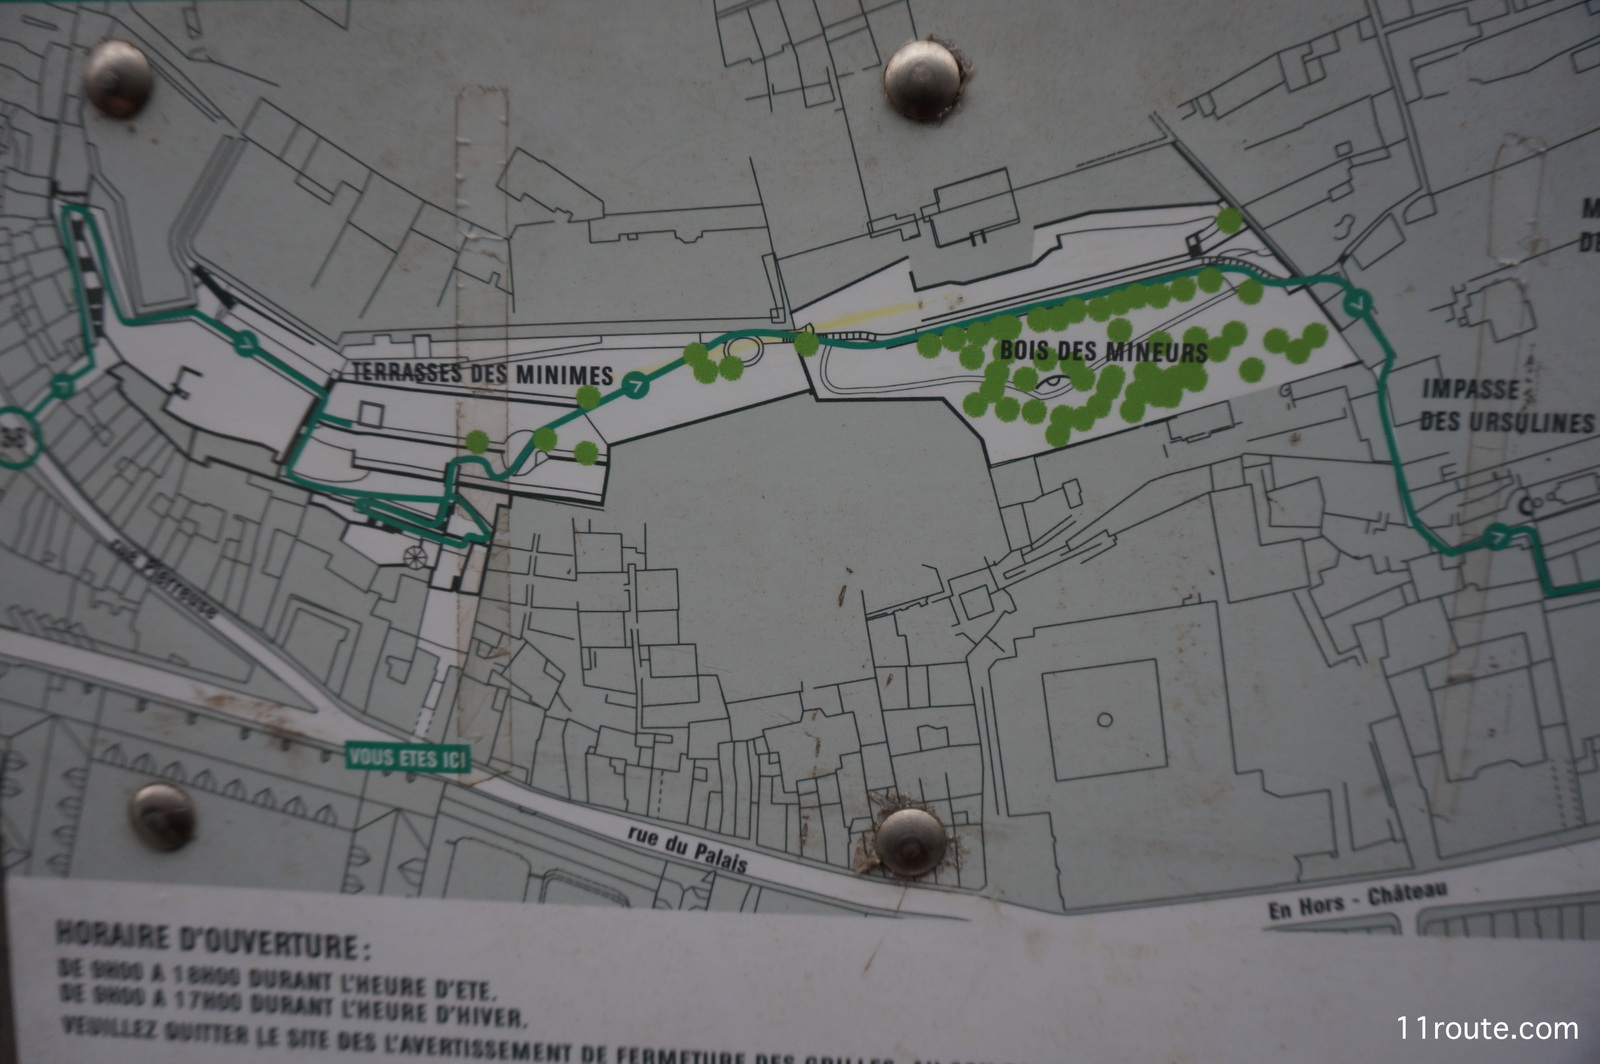 M
DE
TERRASSES DES MINIMES
BOIS DES MINEURS
IMPASSE
DES URSULINES
36
rue Pierreuse
VOUS ETES ICI
rue du Palais
En Hors - Château
HORAIRE D'OUVERTURE:
DE 9H00 A 18H00 DURANT L'HEURE D'ETE.
DE 9H00 A 17H00 DURANT L'HEURE D'HIVER.
VEUILLEZ QUITTER LE SITE DES L'AVERTISSEMENT DE FERMETURE DES GRILLES,
11route.com